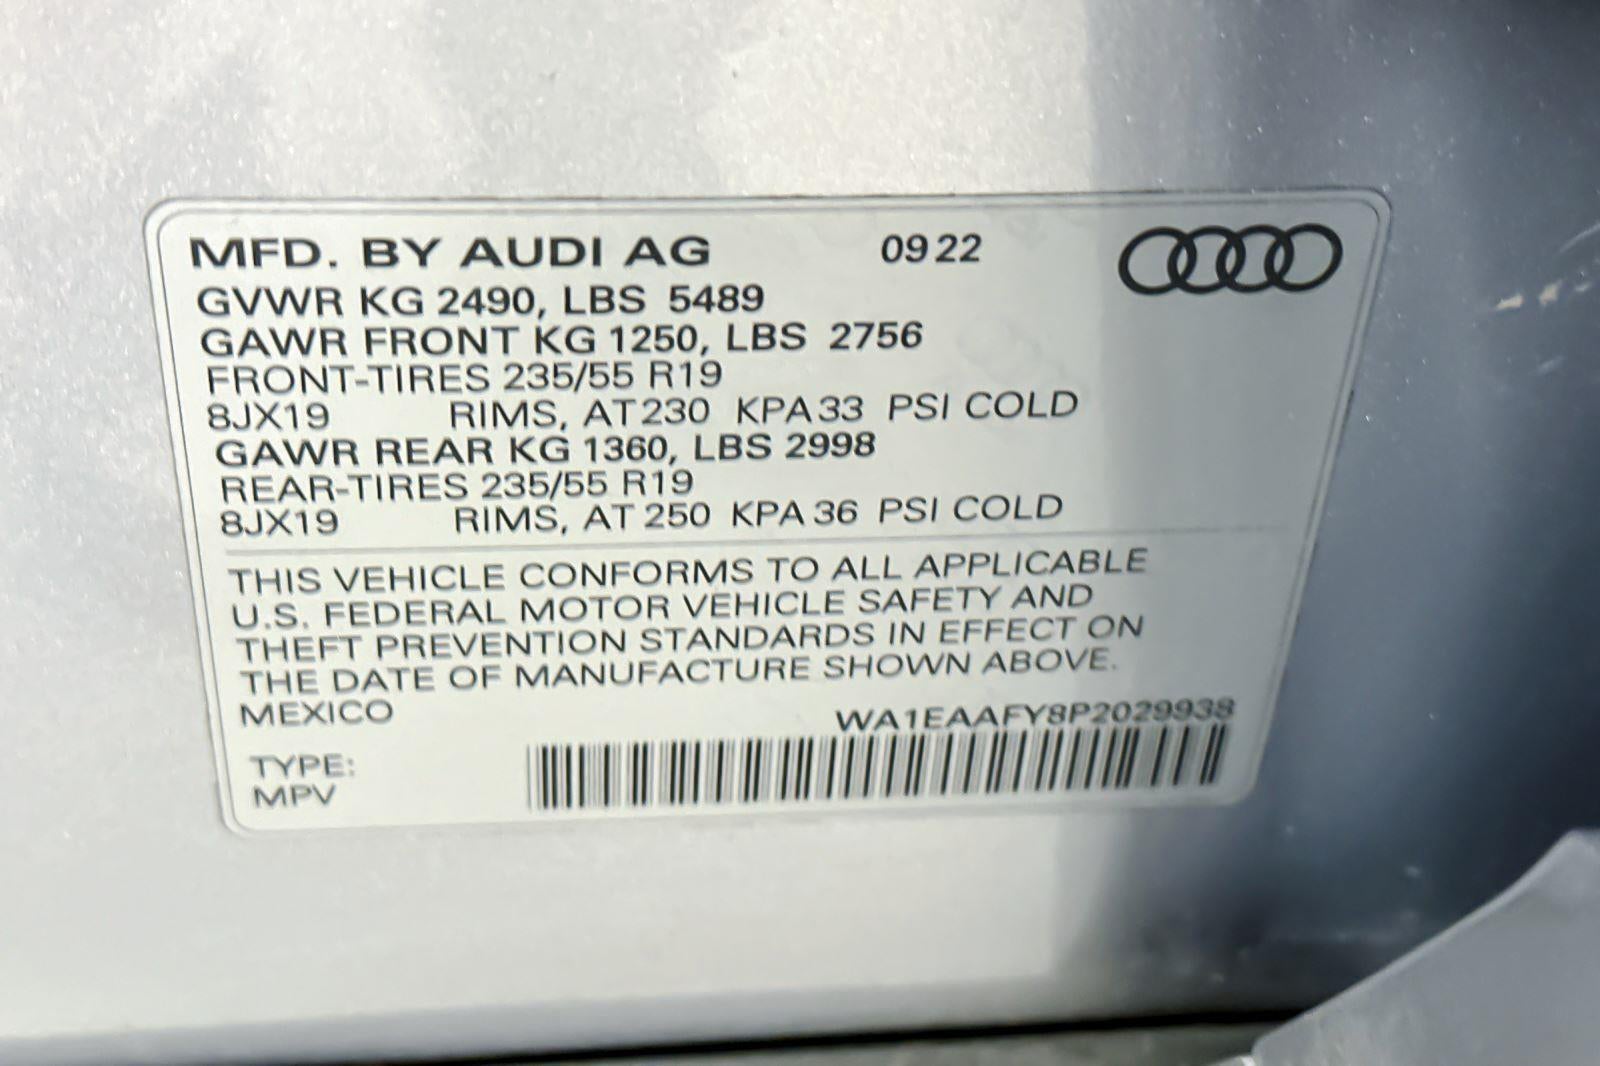 MFD. BY AUDI AG 09 22
GVWR KG 2490, LBS 5489
GAWR FRONT KG 1250, LBS 2756
FRONT-TIRES 235/55 R19
8JX19 RIMS, AT 230 KPA 33 PSI COLD
GAWR REAR KG 1360, LBS 2998
REAR-TIRES 235/55 R19
8JX19 RIMS, AT 250 KPA 36 PSI COLD
THIS VEHICLE CONFORMS TO ALL APPLICABLE
U.S. FEDERAL MOTOR VEHICLE SAFETY AND
THEFT PREVENTION STANDARDS IN EFFECT ON
THE DATE OF MANUFACTURE SHOWN ABOVE.
MEXICO WA1EAAFY8P2029938
TYPE:
MPV